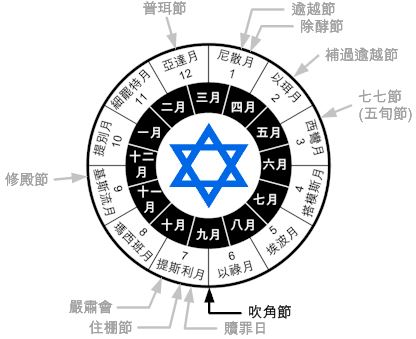 普珥節
逾越節
除酵節
補過逾越節
七七節
(五旬節)
尼散月
1
以珥月
2
西彎月
3
搭模斯月
4
埃波月
5
以祿月
6
提斯利月
7
瑪西班月
8
基斯流月
9
提別月
10
細罷特月
11
亞達月
12
三月
四月
五月
六月
七月
八月
九月
十月
十一月
十二月
一月
二月
修殿節
嚴肅會
住棚節
贖罪日
吹角節